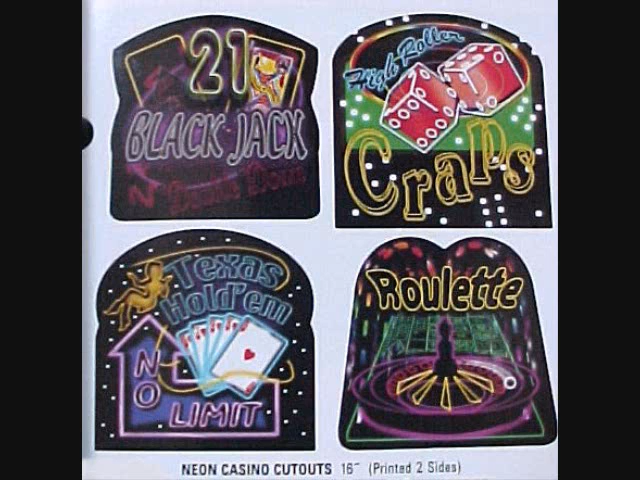 21
BLACK JACK
High Roller
Craps
Texas
Hold'em
NO
LIMIT
Roulette
NEON CASINO CUTOUTS 16" (Printed 2 Sides)